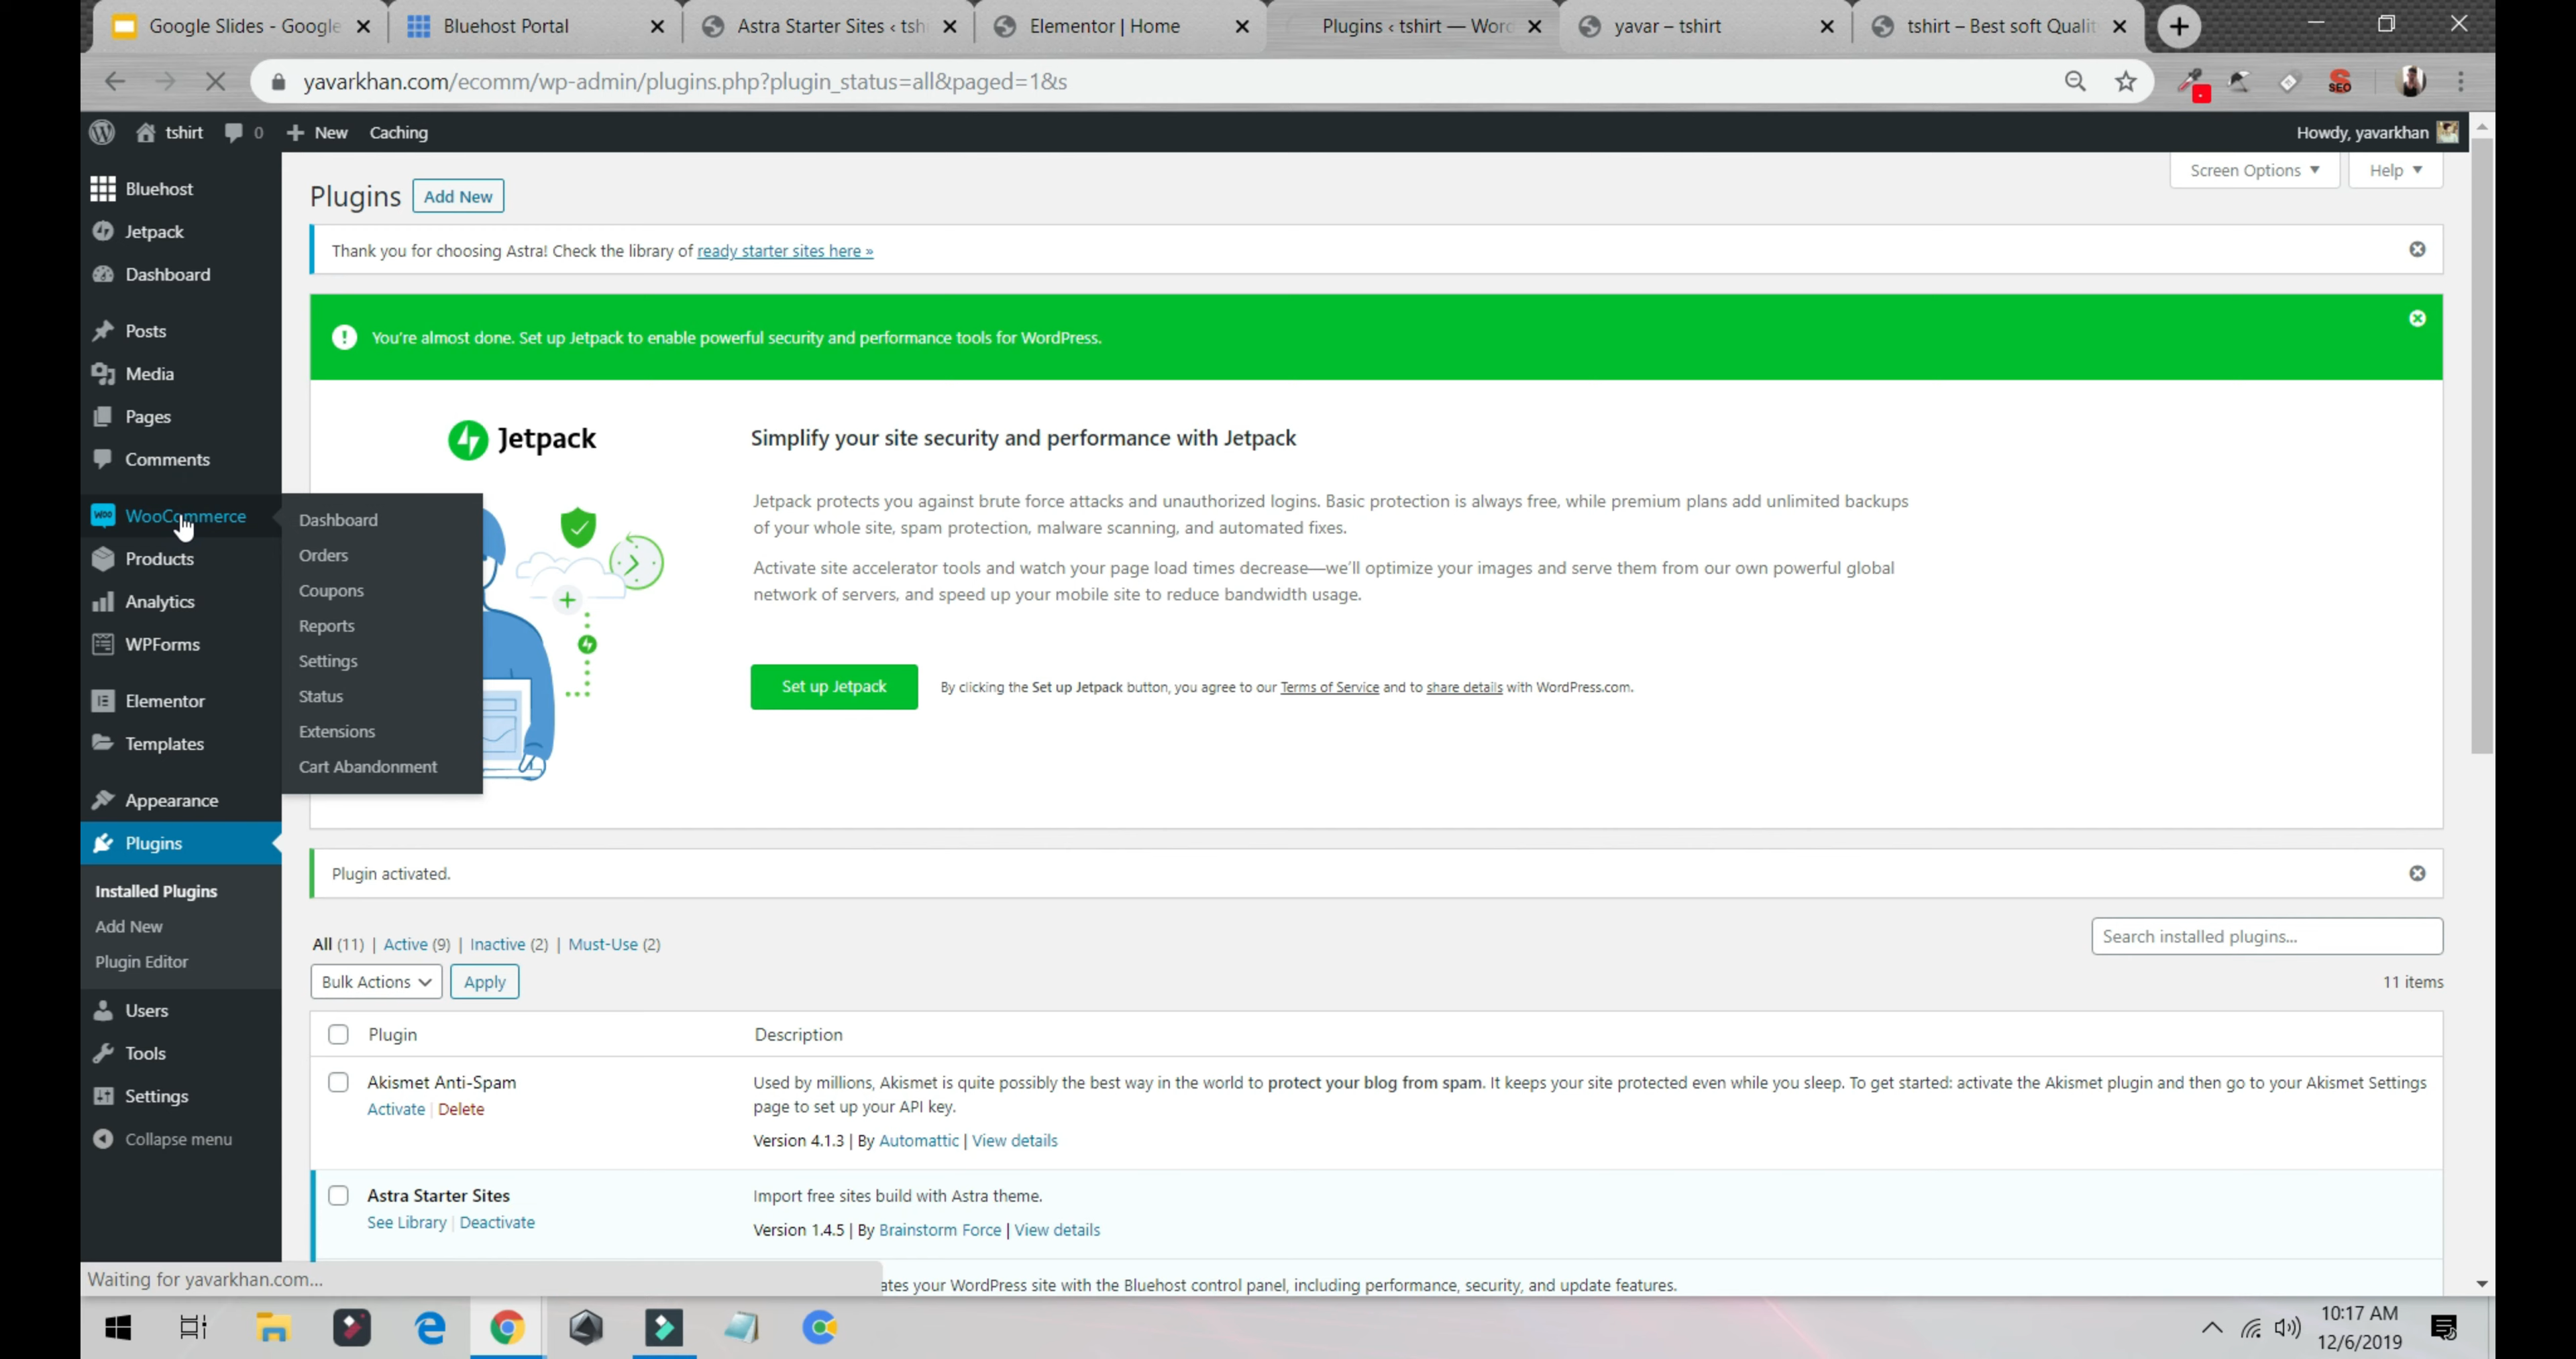 Google Slides - Google
Bluehost Portal
Astra Starter Sites ‹ tshi
Elementor | Home
Plugins ‹ tshirt — Word
yavar – tshirt
tshirt – Best soft Qualit
yavarkhan.com/ecomm/wp-admin/plugins.php?plugin_status=all&paged=1&s
SEO
tshirt
0
New
Caching
Howdy, yavarkhan
Bluehost
Jetpack
Dashboard
Posts
Media
Pages
Comments
WooCommerce
Products
Analytics
WPForms
Elementor
Templates
Appearance
Plugins
Installed Plugins
Add New
Plugin Editor
Users
Tools
Settings
Collapse menu
Dashboard
Orders
Coupons
Reports
Settings
Status
Extensions
Cart Abandonment
Screen Options
Help
Plugins
Add New
Thank you for choosing Astra! Check the library of ready starter sites here »
You're almost done. Set up Jetpack to enable powerful security and performance tools for WordPress.
Jetpack
Simplify your site security and performance with Jetpack
Jetpack protects you against brute force attacks and unauthorized logins. Basic protection is always free, while premium plans add unlimited backups
of your whole site, spam protection, malware scanning, and automated fixes.
Activate site accelerator tools and watch your page load times decrease—we'll optimize your images and serve them from our own powerful global
network of servers, and speed up your mobile site to reduce bandwidth usage.
Set up Jetpack
By clicking the Set up Jetpack button, you agree to our Terms of Service and to share details with WordPress.com.
Plugin activated.
All (11) | Active (9) | Inactive (2) | Must-Use (2)
Search installed plugins...
Bulk Actions
Apply
11 items
Plugin
Description
Akismet Anti-Spam
Activate | Delete
Used by millions, Akismet is quite possibly the best way in the world to protect your blog from spam. It keeps your site protected even while you sleep. To get started: activate the Akismet plugin and then go to your Akismet Settings
page to set up your API key.
Version 4.1.3 | By Automattic | View details
Astra Starter Sites
See Library | Deactivate
Import free sites build with Astra theme.
Version 1.4.5 | By Brainstorm Force | View details
Waiting for yavarkhan.com...
ates your WordPress site with the Bluehost control panel, including performance, security, and update features.
10:17 AM
12/6/2019